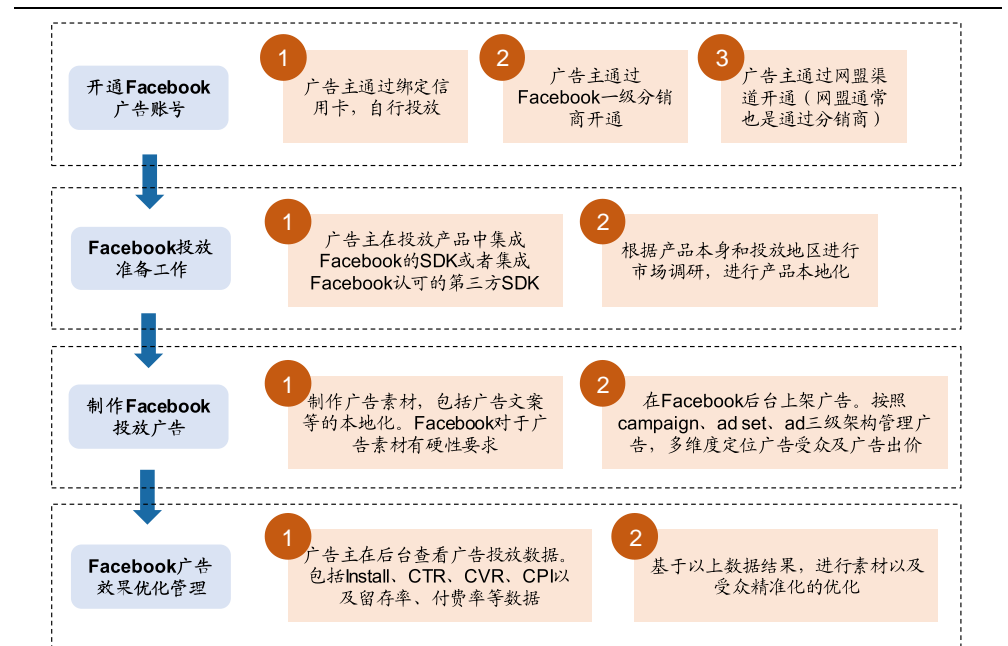 开通Facebook
广告账号
1
广告主通过绑定信
用卡，自行投放
2
广告主通过
Facebook一级分销
商开通
3
广告主通过网盟渠
道开通（网盟通常
也是通过分销商）
Facebook投放
准备工作
1
广告主在投放产品中集成
Facebook的SDK或者集成
Facebook认可的第三方SDK
2
根据产品本身和投放地区进行
市场调研，进行产品本地化
制作Facebook
投放广告
1
制作广告素材，包括广告文案
等的本地化。Facebook对于广
告素材有硬性要求
2
在Facebook后台上架广告。按照
campaign、ad set、ad三级架构管理广
告，多维度定位广告受众及广告出价
Facebook广告
效果优化管理
1
广告主在后台查看广告投放数据。
包括Install、CTR、CVR、CPI以
及留存率、付费率等数据
2
基于以上数据结果，进行素材以及
受众精准化的优化